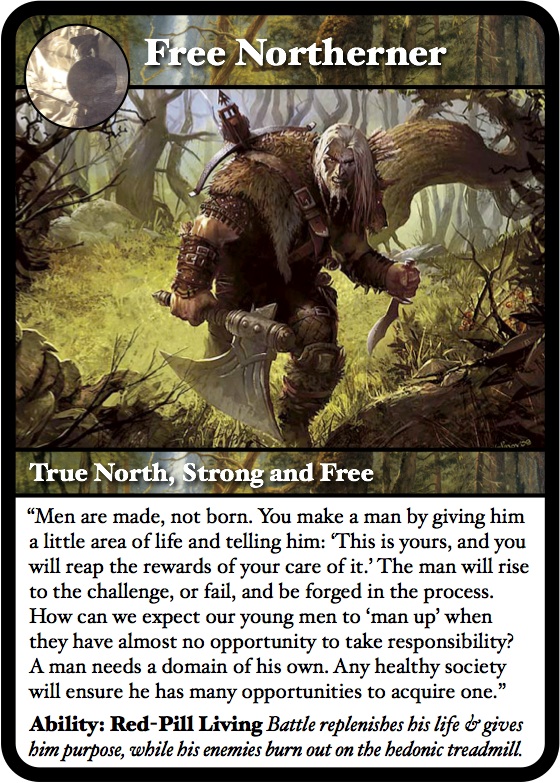 Free Northerner
True North, Strong and Free
“Men are made, not born. You make a man by giving him
a little area of life and telling him: ‘This is yours, and you
will reap the rewards of your care of it.’ The man will rise
to the challenge, or fail, and be forged in the process.
How can we expect our young men to ‘man up’ when
they have almost no opportunity to take responsibility?
A man needs a domain of his own. Any healthy society
will ensure he has many opportunities to acquire one.”
Ability: Red-Pill Living Battle replenishes his life & gives
him purpose, while his enemies burn out on the hedonic treadmill.